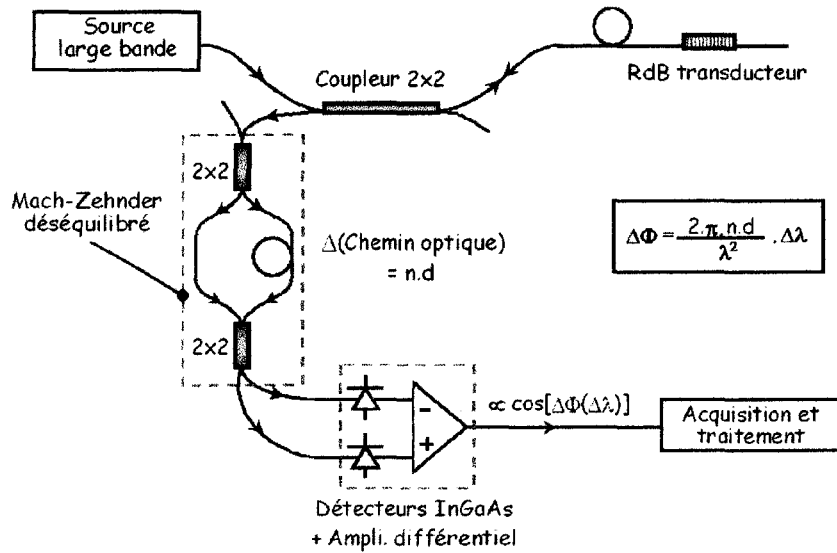 Source
large bande
Coupleur 2x2
RdB transducteur
2x2
Mach-Zehnder
déséquilibré
Δ(Chemin optique)
= n.d
ΔΦ = 2.π.n.d / λ² . Δλ
2x2
-
+
∝ cos[ΔΦ(Δλ)]
Acquisition et
traitement
Détecteurs InGaAs
+ Ampli. différentiel